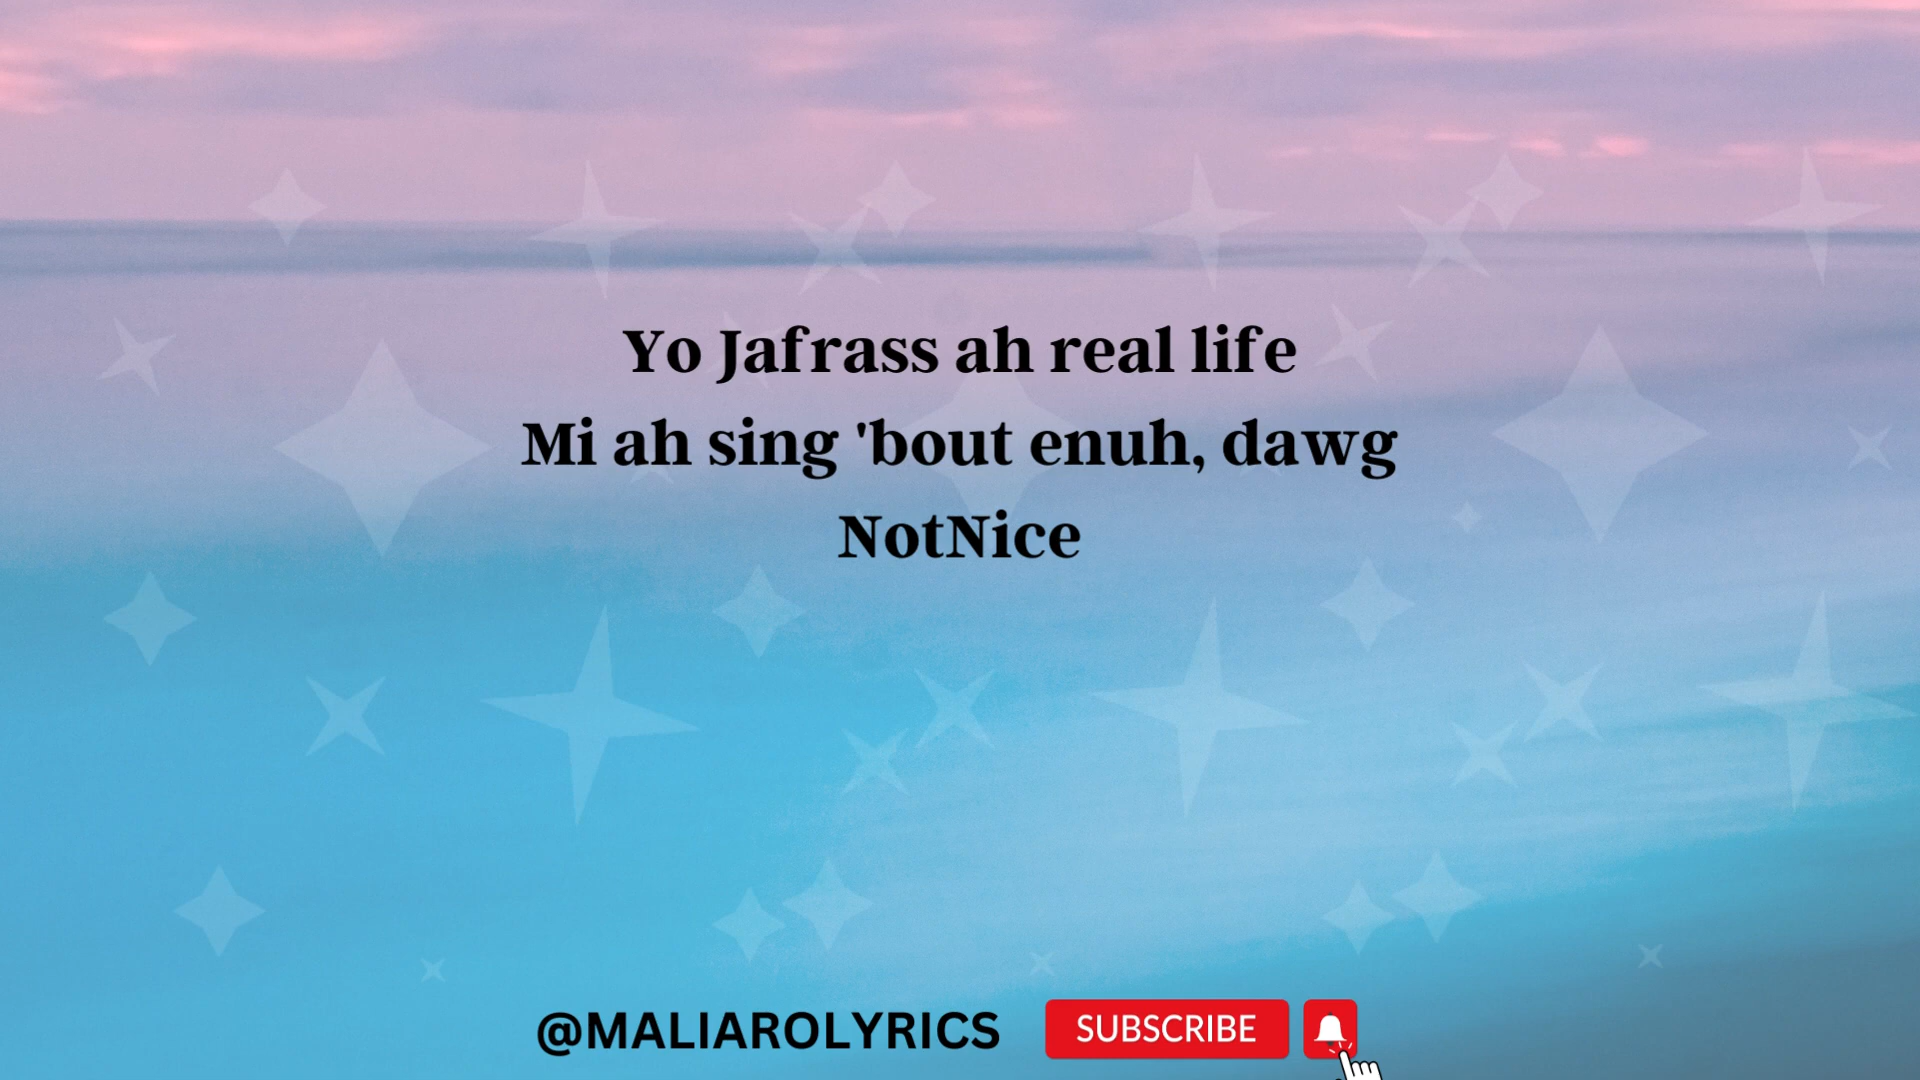 Yo Jafrass ah real life
Mi ah sing 'bout enuh, dawg
NotNice
@MALIAROLYRICS SUBSCRIBE